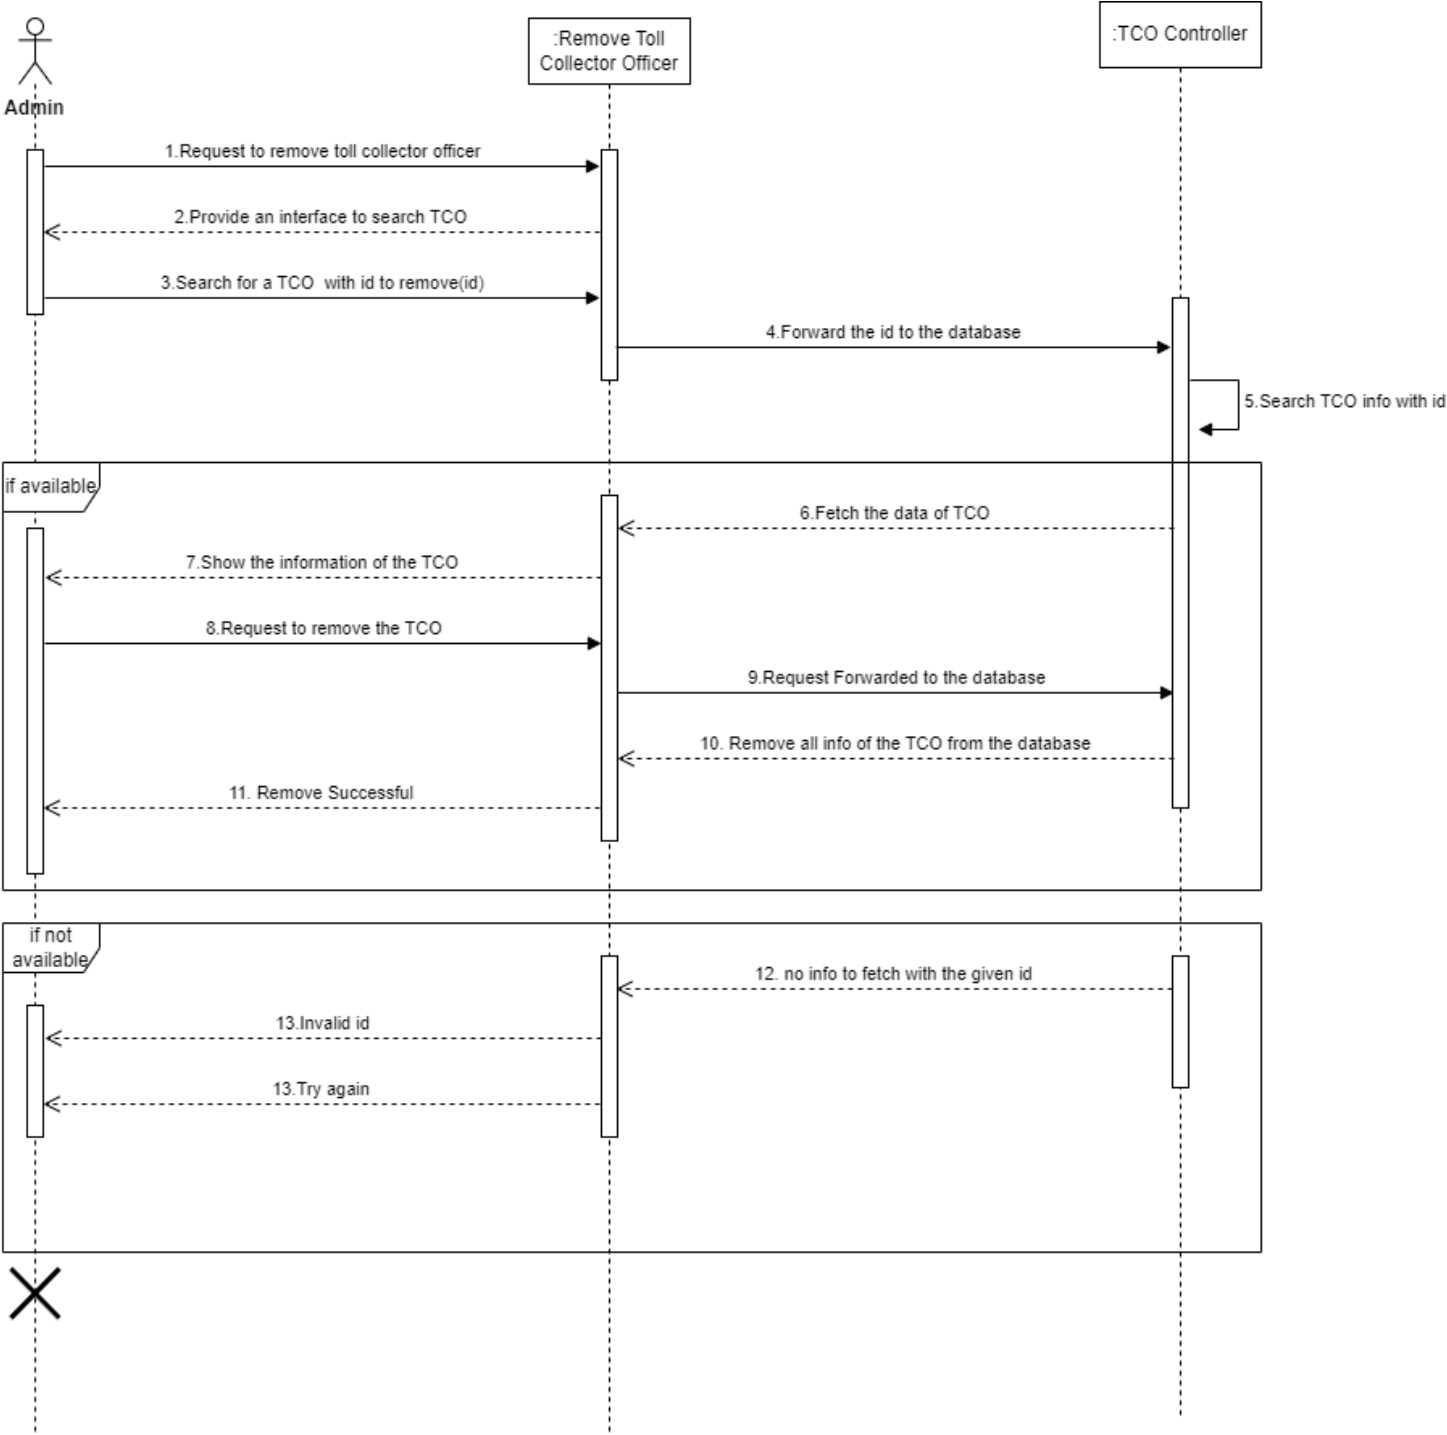 :Remove Toll
Collector Officer
:TCO Controller
Admin
1.Request to remove toll collector officer
2.Provide an interface to search TCO
3.Search for a TCO  with id to remove(id)
4.Forward the id to the database
5.Search TCO info with id
if available
6.Fetch the data of TCO
7.Show the information of the TCO
8.Request to remove the TCO
9.Request Forwarded to the database
10. Remove all info of the TCO from the database
11. Remove Successful
if not
available
12. no info to fetch with the given id
13.Invalid id
13.Try again